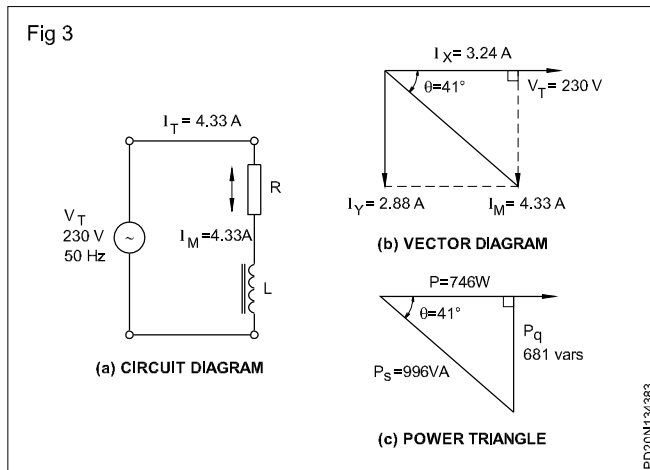 Fig 3
I_T = 4.33 A
R
I_M =4.33A
V_T
230 V
50 Hz
~
L
(a) CIRCUIT DIAGRAM
I_X = 3.24 A
θ=41°
V_T = 230 V
I_Y = 2.88 A
I_M = 4.33 A
(b) VECTOR DIAGRAM
P=746W
θ=41°
P_q
681 vars
P_s=996VA
(c) POWER TRIANGLE
PD20N134383